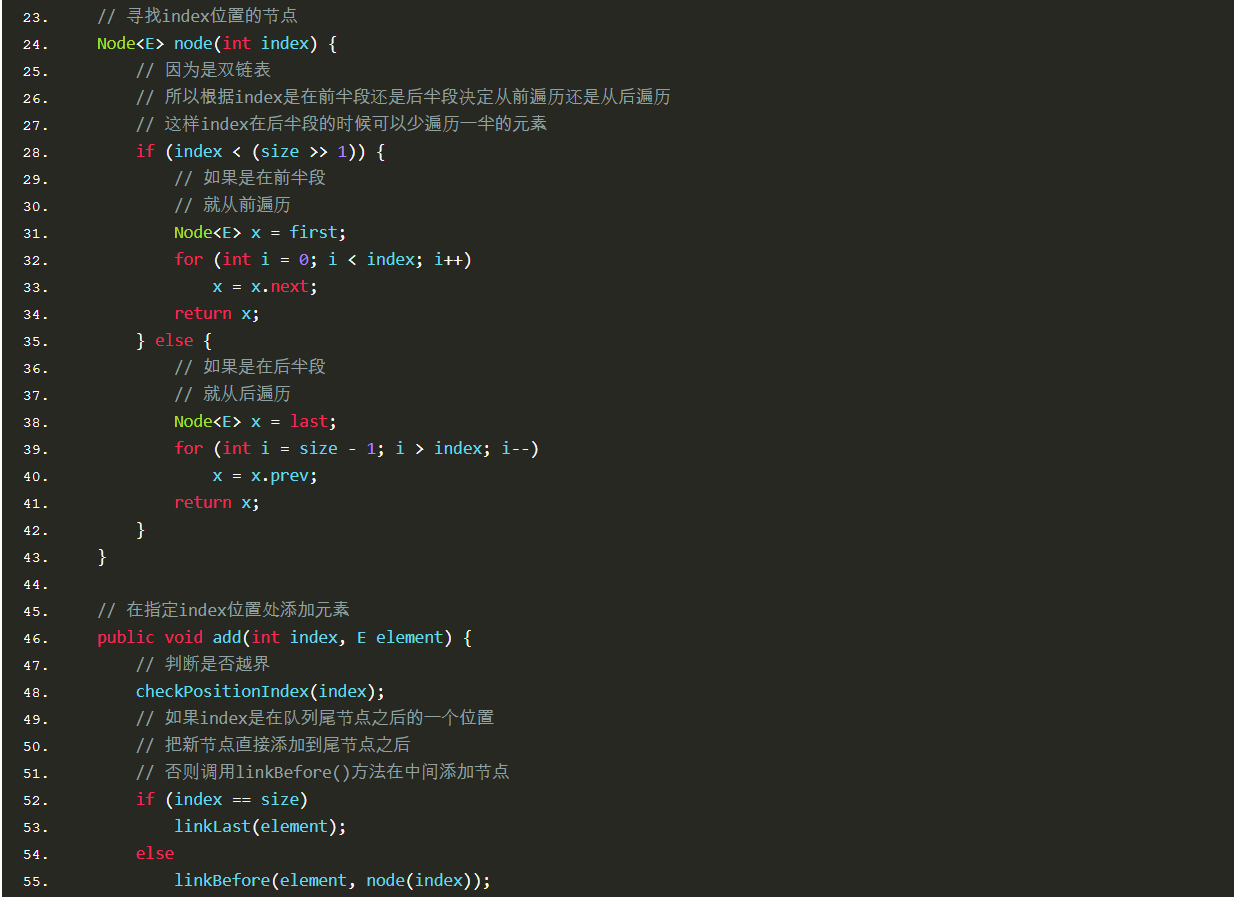 23. // 寻找index位置的节点
24. Node<E> node(int index) {
25. // 因为是双链表
26. // 所以根据index是在前半段还是后半段决定从前遍历还是从后遍历
27. // 这样index在后半段的时候可以少遍历一半的元素
28. if (index < (size >> 1)) {
29. // 如果是在前半段
30. // 就从前遍历
31. Node<E> x = first;
32. for (int i = 0; i < index; i++)
33. x = x.next;
34. return x;
35. } else {
36. // 如果是在后半段
37. // 就从后遍历
38. Node<E> x = last;
39. for (int i = size - 1; i > index; i--)
40. x = x.prev;
41. return x;
42. }
43. }
44.
45. // 在指定index位置处添加元素
46. public void add(int index, E element) {
47. // 判断是否越界
48. checkPositionIndex(index);
49. // 如果index是在队列尾节点之后的一个位置
50. // 把新节点直接添加到尾节点之后
51. // 否则调用linkBefore()方法在中间添加节点
52. if (index == size)
53. linkLast(element);
54. else
55. linkBefore(element, node(index));